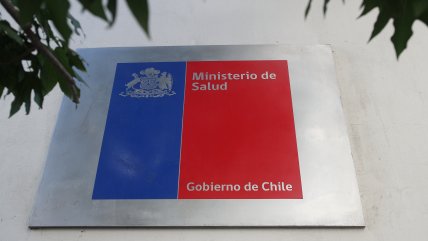 Ministerio de
Salud
Gobierno de Chile